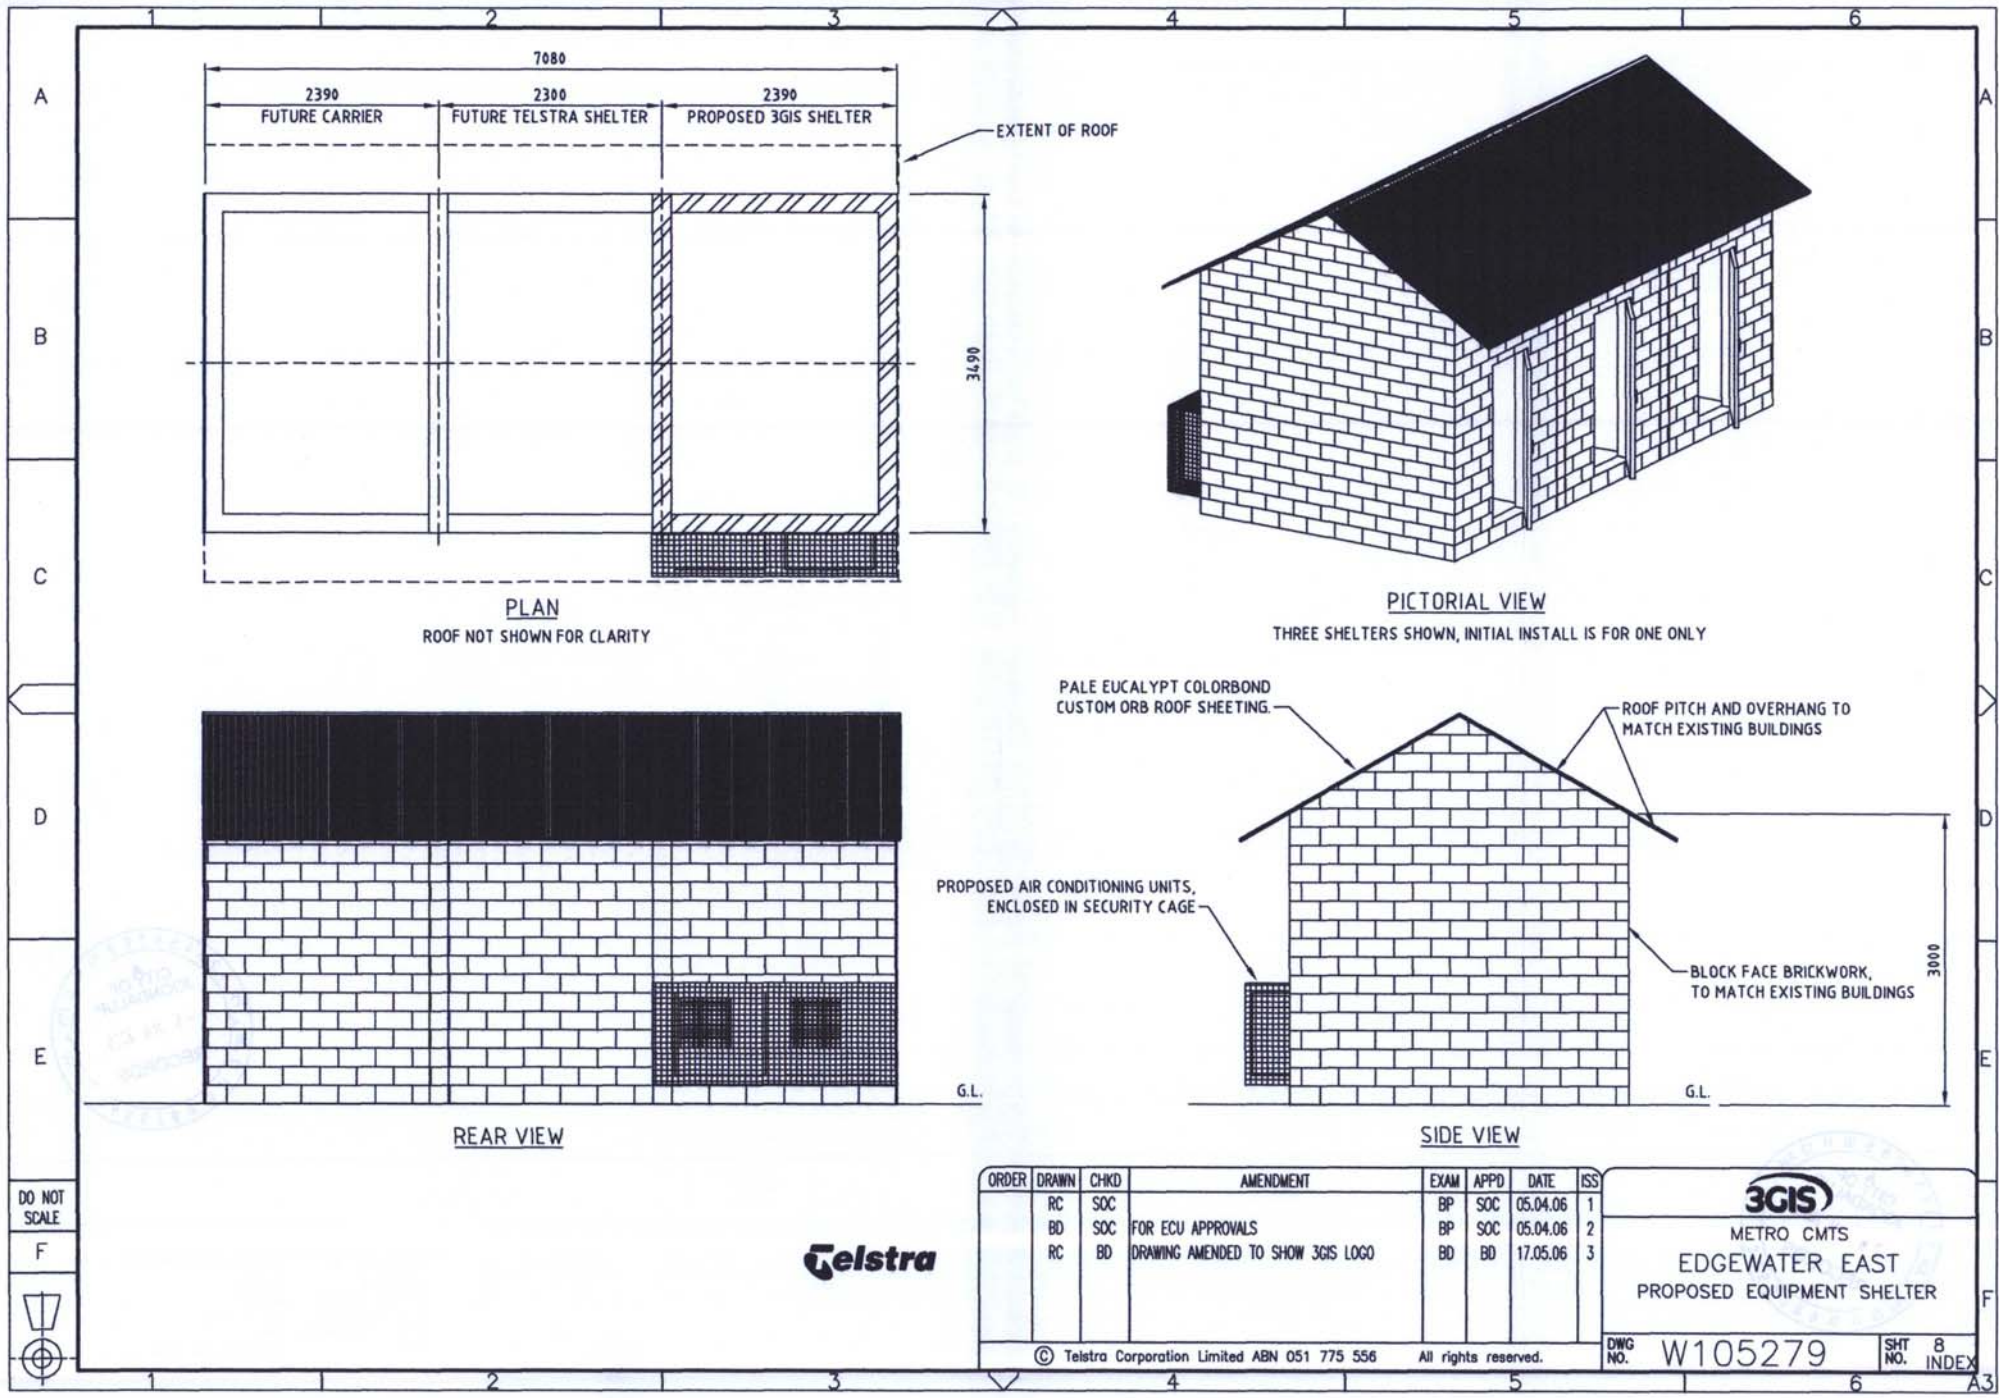 1 2 3 4 5 6
A A
B B
C C
D D
E E
F F
7080
2390 2300 2390
FUTURE CARRIER FUTURE TELSTRA SHELTER PROPOSED 3GIS SHELTER
EXTENT OF ROOF
3490
PLAN
ROOF NOT SHOWN FOR CLARITY
PICTORIAL VIEW
THREE SHELTERS SHOWN, INITIAL INSTALL IS FOR ONE ONLY
PALE EUCALYPT COLORBOND
CUSTOM ORB ROOF SHEETING.
ROOF PITCH AND OVERHANG TO
MATCH EXISTING BUILDINGS
PROPOSED AIR CONDITIONING UNITS,
ENCLOSED IN SECURITY CAGE
3000
BLOCK FACE BRICKWORK,
TO MATCH EXISTING BUILDINGS
G.L.
G.L.
REAR VIEW
SIDE VIEW
DO NOT
SCALE
Telstra
ORDER DRAWN CHKD AMENDMENT EXAM APPD DATE ISS
RC SOC BP SOC 05.04.06 1
BD SOC FOR ECU APPROVALS BP SOC 05.04.06 2
RC BD DRAWING AMENDED TO SHOW 3GIS LOGO BD BD 17.05.06 3
© Telstra Corporation Limited ABN 051 775 556 All rights reserved.
3GIS
METRO CMTS
EDGEWATER EAST
PROPOSED EQUIPMENT SHELTER
DWG
NO. W105279
SHT
NO. 8
INDEX
1 2 3 4 5 6 A3